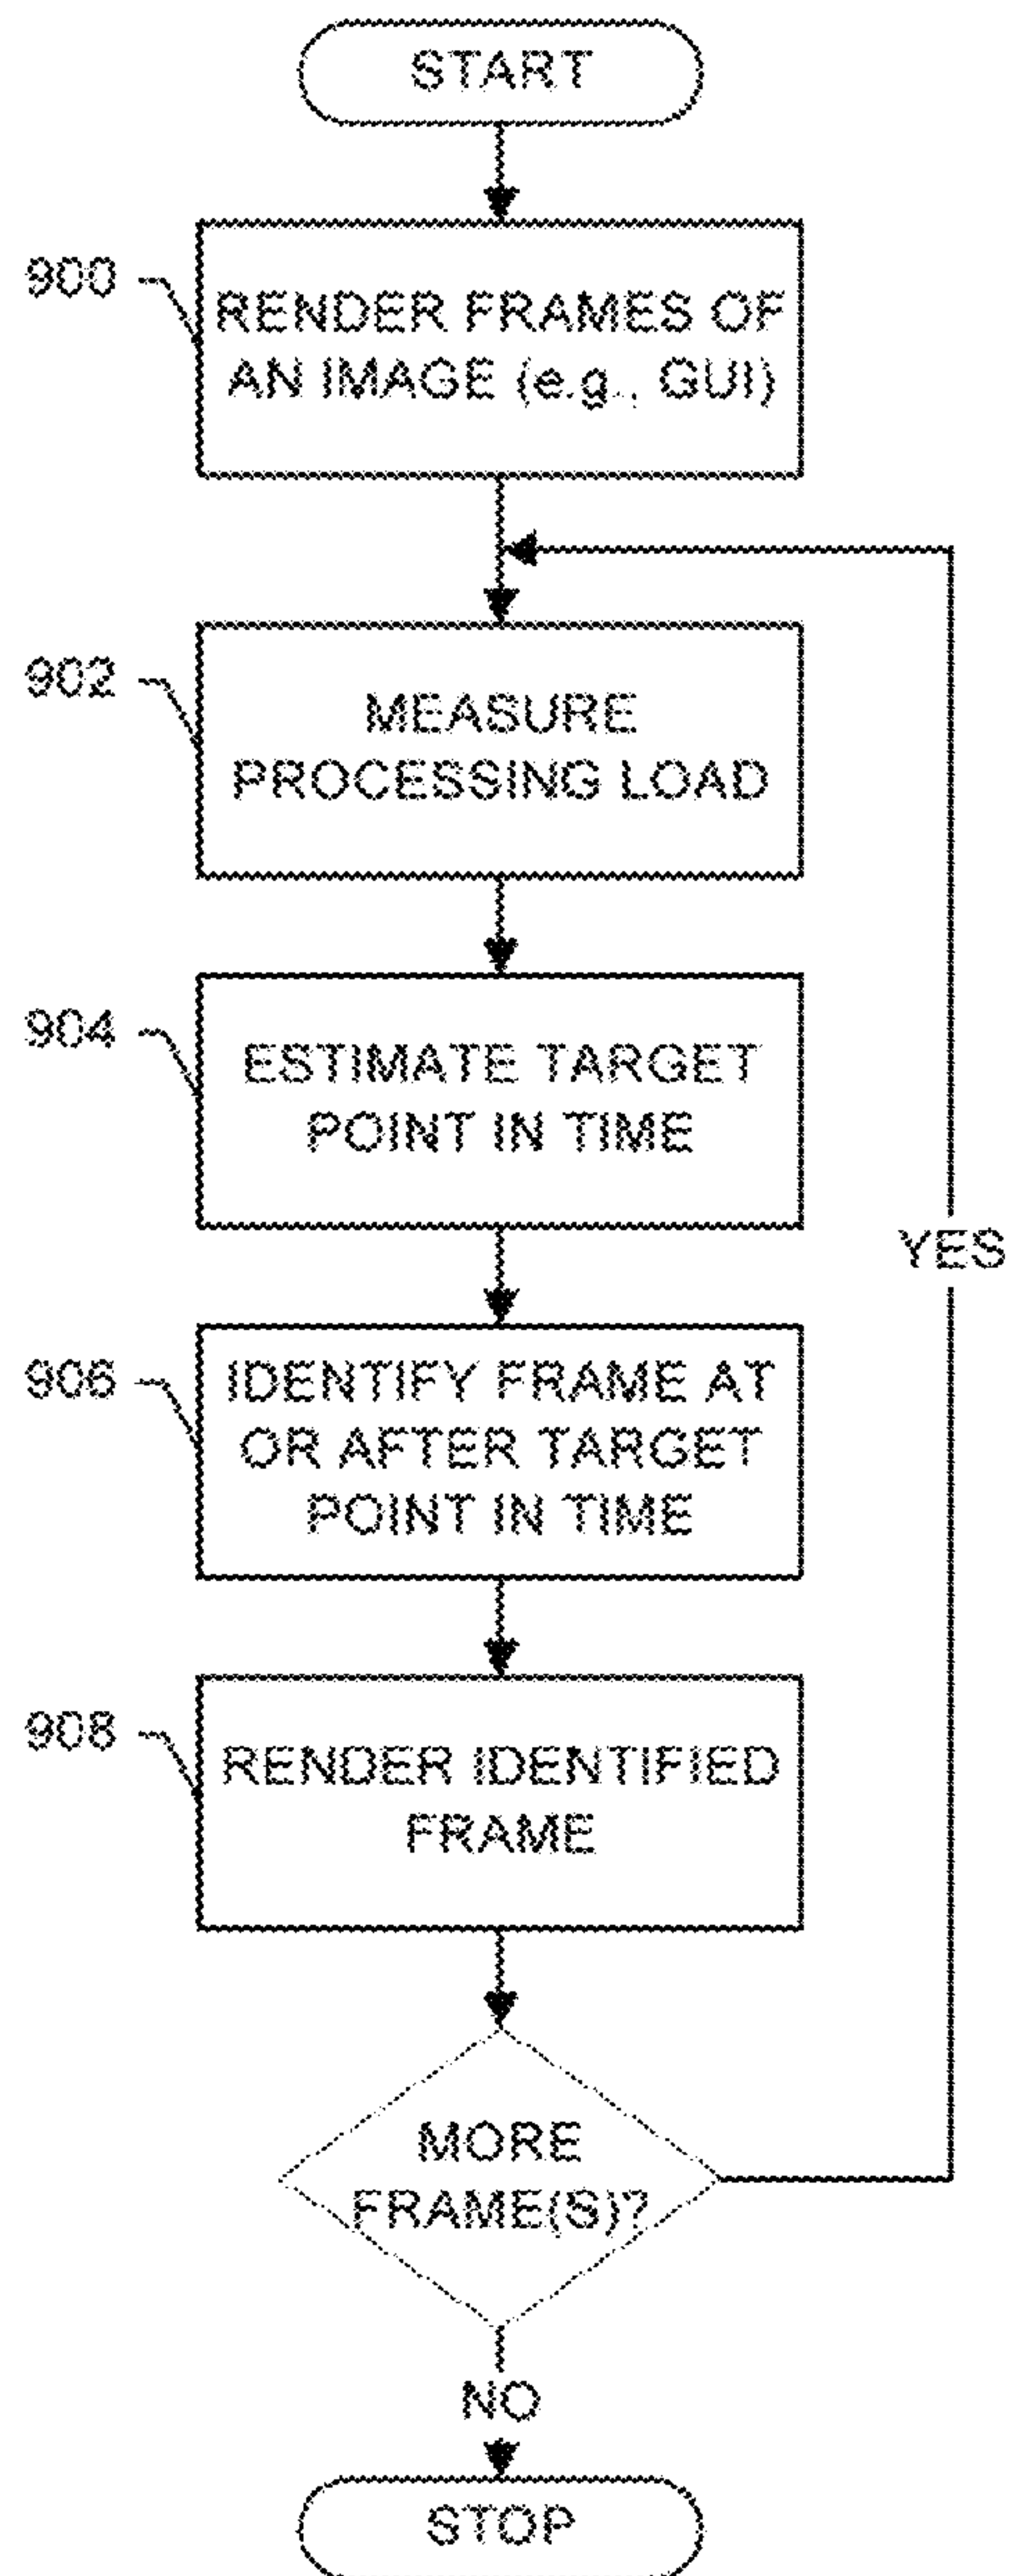 START
900
RENDER FRAMES OF
AN IMAGE (e.g., GUI)
902
MEASURE
PROCESSING LOAD
904
ESTIMATE TARGET
POINT IN TIME
YES
906
IDENTIFY FRAME AT
OR AFTER TARGET
POINT IN TIME
908
RENDER IDENTIFIED
FRAME
MORE
FRAME(S)?
NO
STOP